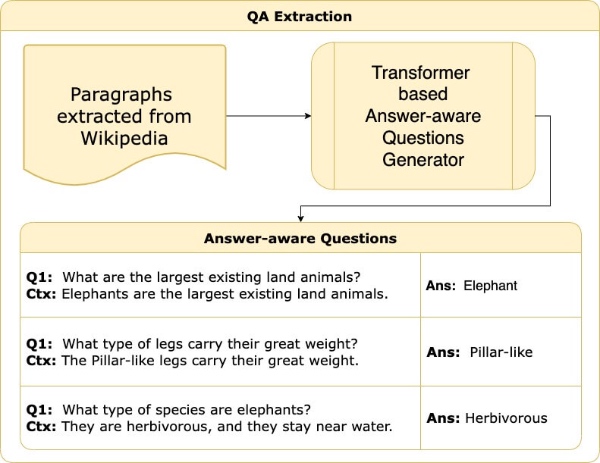 QA Extraction
Paragraphs
extracted from
Wikipedia
Transformer
based
Answer-aware
Questions
Generator
Answer-aware Questions
Q1: What are the largest existing land animals?
Ctx: Elephants are the largest existing land animals.
Ans: Elephant
Q1: What type of legs carry their great weight?
Ctx: The Pillar-like legs carry their great weight.
Ans: Pillar-like
Q1: What type of species are elephants?
Ctx: They are herbivorous, and they stay near water.
Ans: Herbivorous